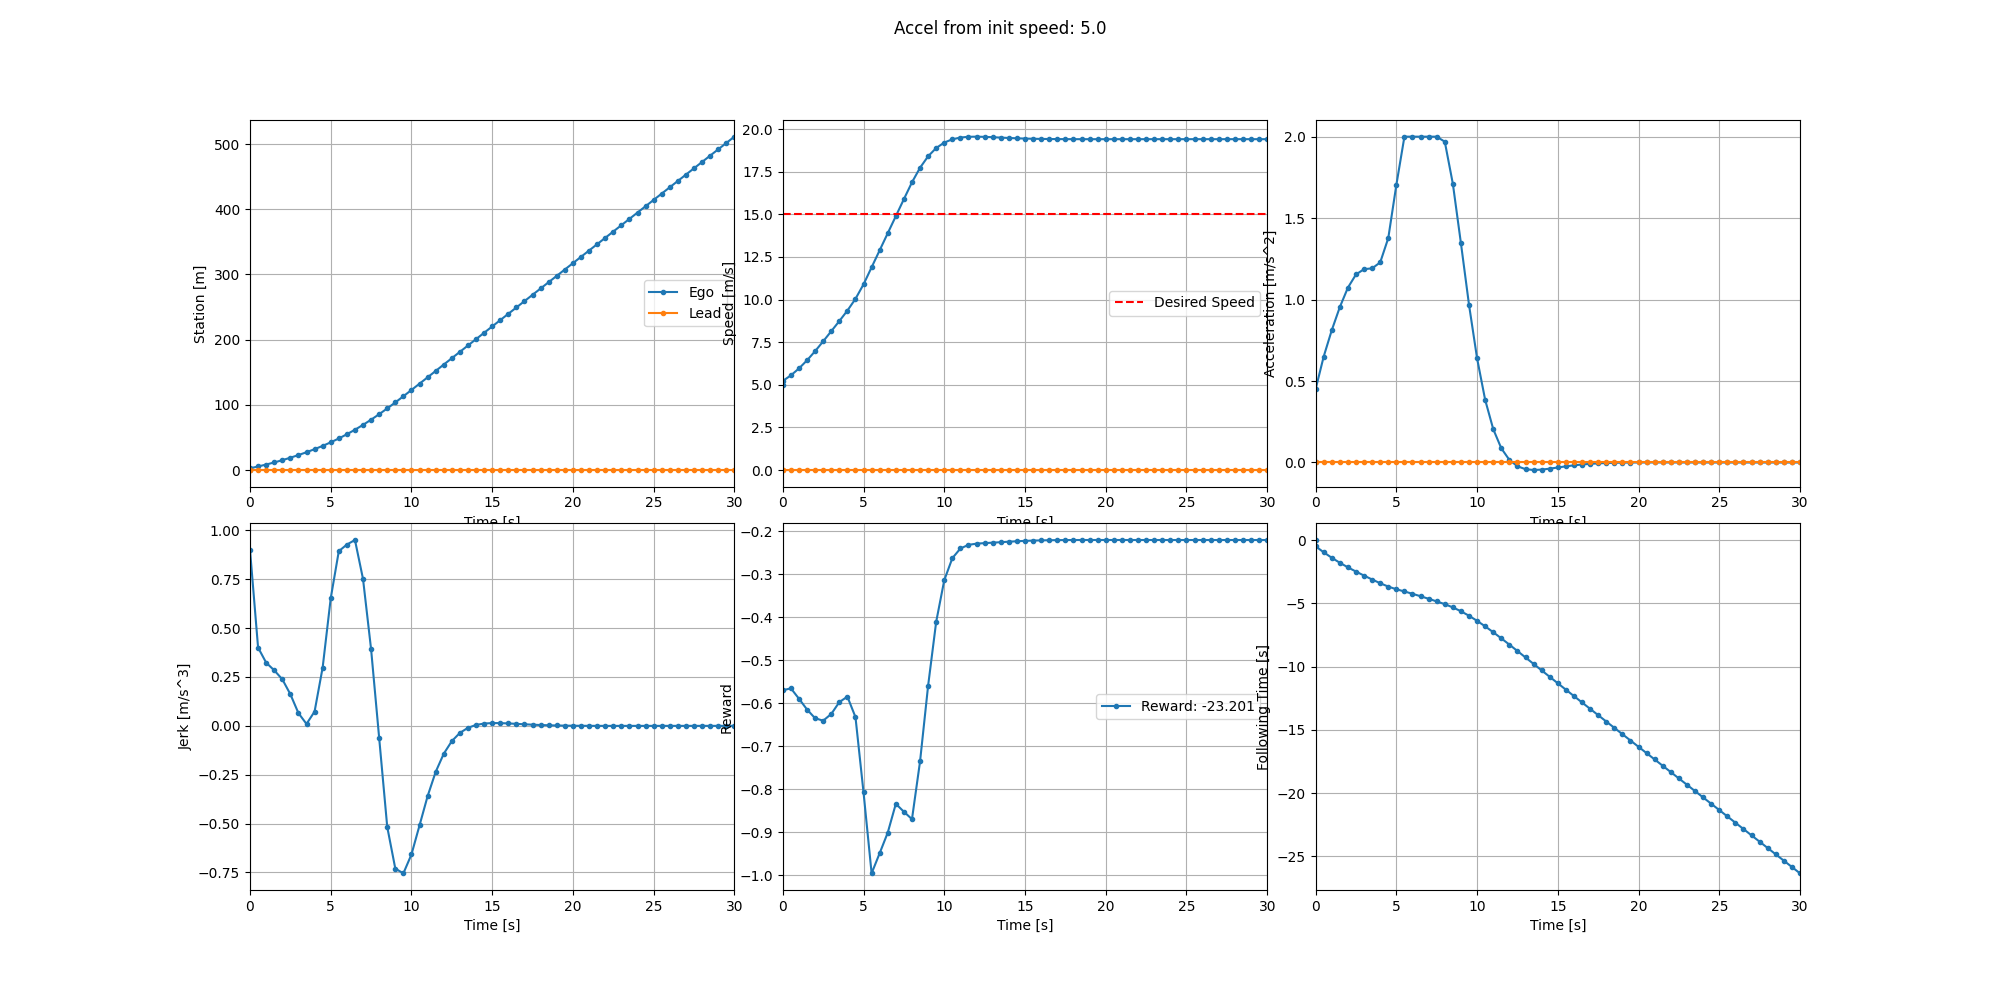 Accel from init speed: 5.0
500
400
300
200
100
0
Station [m]
Ego
Lead
0 5 10 15 20 25 30
Time [s]
20.0
17.5
15.0
12.5
10.0
7.5
5.0
2.5
0.0
Speed [m/s]
Desired Speed
0 5 10 15 20 25 30
Time [s]
2.0
1.5
1.0
0.5
0.0
Acceleration [m/s^2]
0 5 10 15 20 25 30
Time [s]
1.00
0.75
0.50
0.25
0.00
−0.25
−0.50
−0.75
Jerk [m/s^3]
0 5 10 15 20 25 30
Time [s]
−0.2
−0.3
−0.4
−0.5
−0.6
−0.7
−0.8
−0.9
−1.0
Reward
Reward: -23.201
0 5 10 15 20 25 30
Time [s]
0
−5
−10
−15
−20
−25
Following Time [s]
0 5 10 15 20 25 30
Time [s]